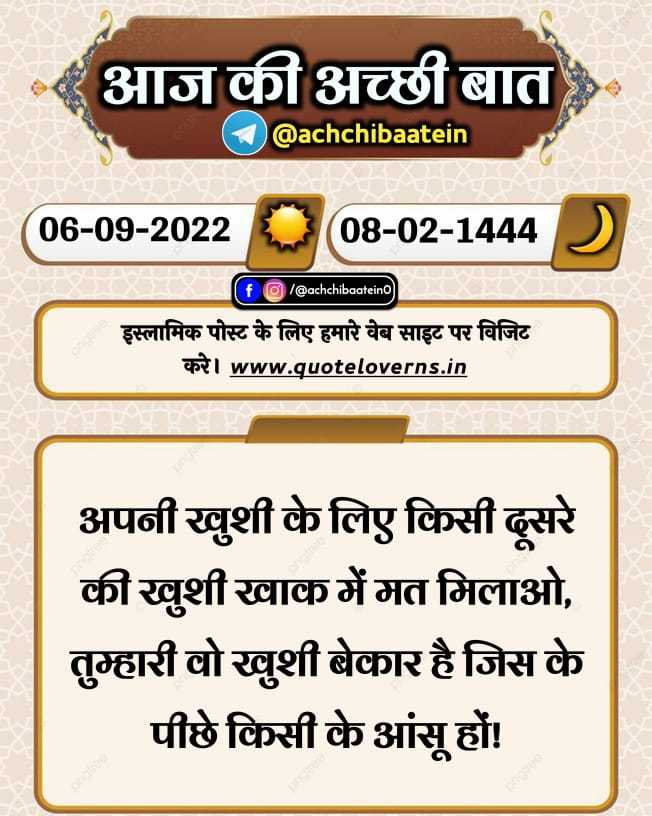 आज की अच्छी बात
@achchibaatein
06-09-2022
08-02-1444
f /@achchibaatein0
इस्लामिक पोस्ट के लिए हमारे वेब साइट पर विजिट
करे। www.quoteloverns.in
अपनी खुशी के लिए किसी दूसरे
की खुशी खाक में मत मिलाओ,
तुम्हारी वो खुशी बेकार है जिस के
पीछे किसी के आंसू हों!